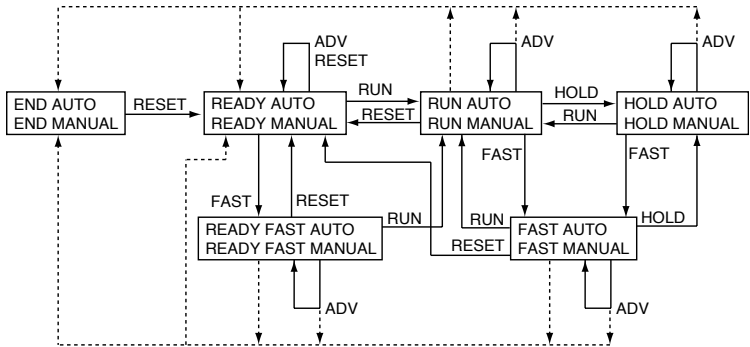 ADV
RESET
ADV
ADV
END AUTO
END MANUAL
RESET
READY AUTO
READY MANUAL
RUN
RESET
RUN AUTO
RUN MANUAL
HOLD
RUN
HOLD AUTO
HOLD MANUAL
FAST
RESET
FAST
FAST
READY FAST AUTO
READY FAST MANUAL
RUN
RUN
RESET
FAST AUTO
FAST MANUAL
HOLD
ADV
ADV